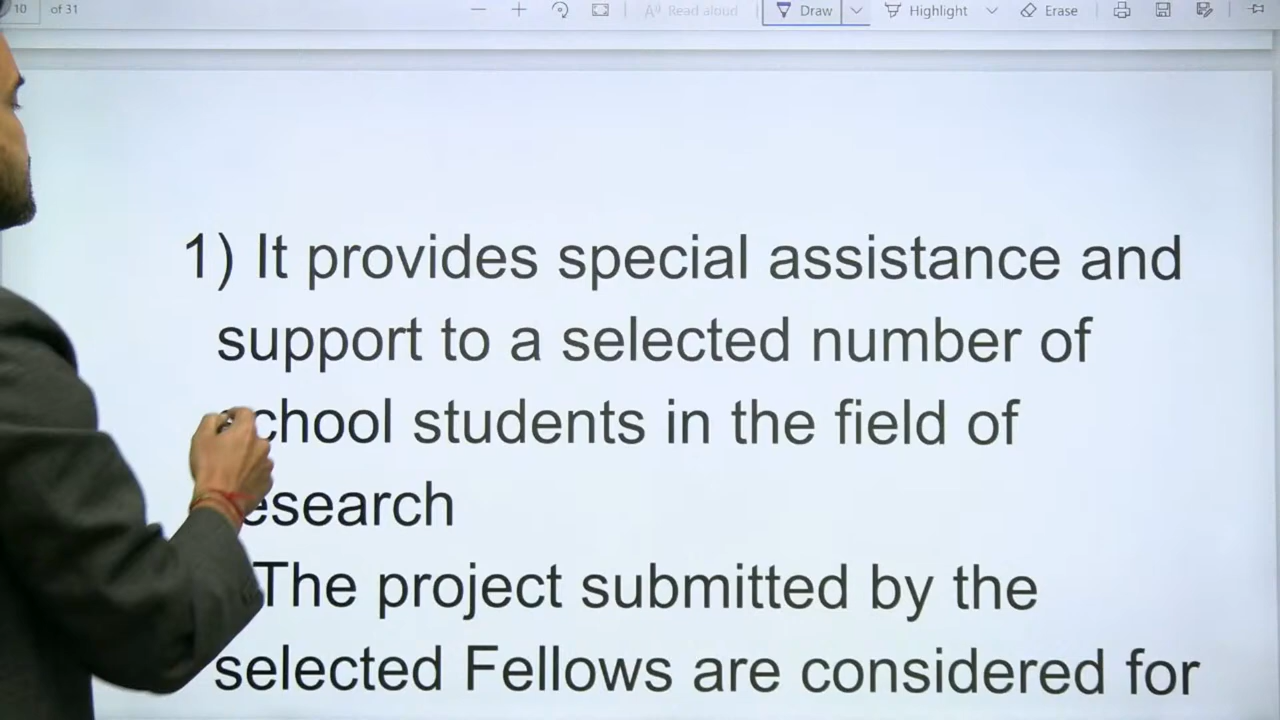 10 of 31 Read aloud Draw Highlight Erase
1) It provides special assistance and
support to a selected number of
chool students in the field of
esearch
The project submitted by the
selected Fellows are considered for